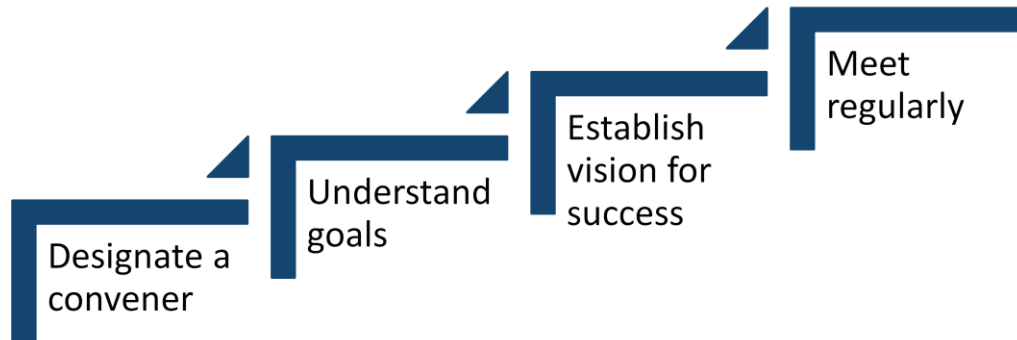 Designate a
convener
Understand
goals
Establish
vision for
success
Meet
regularly